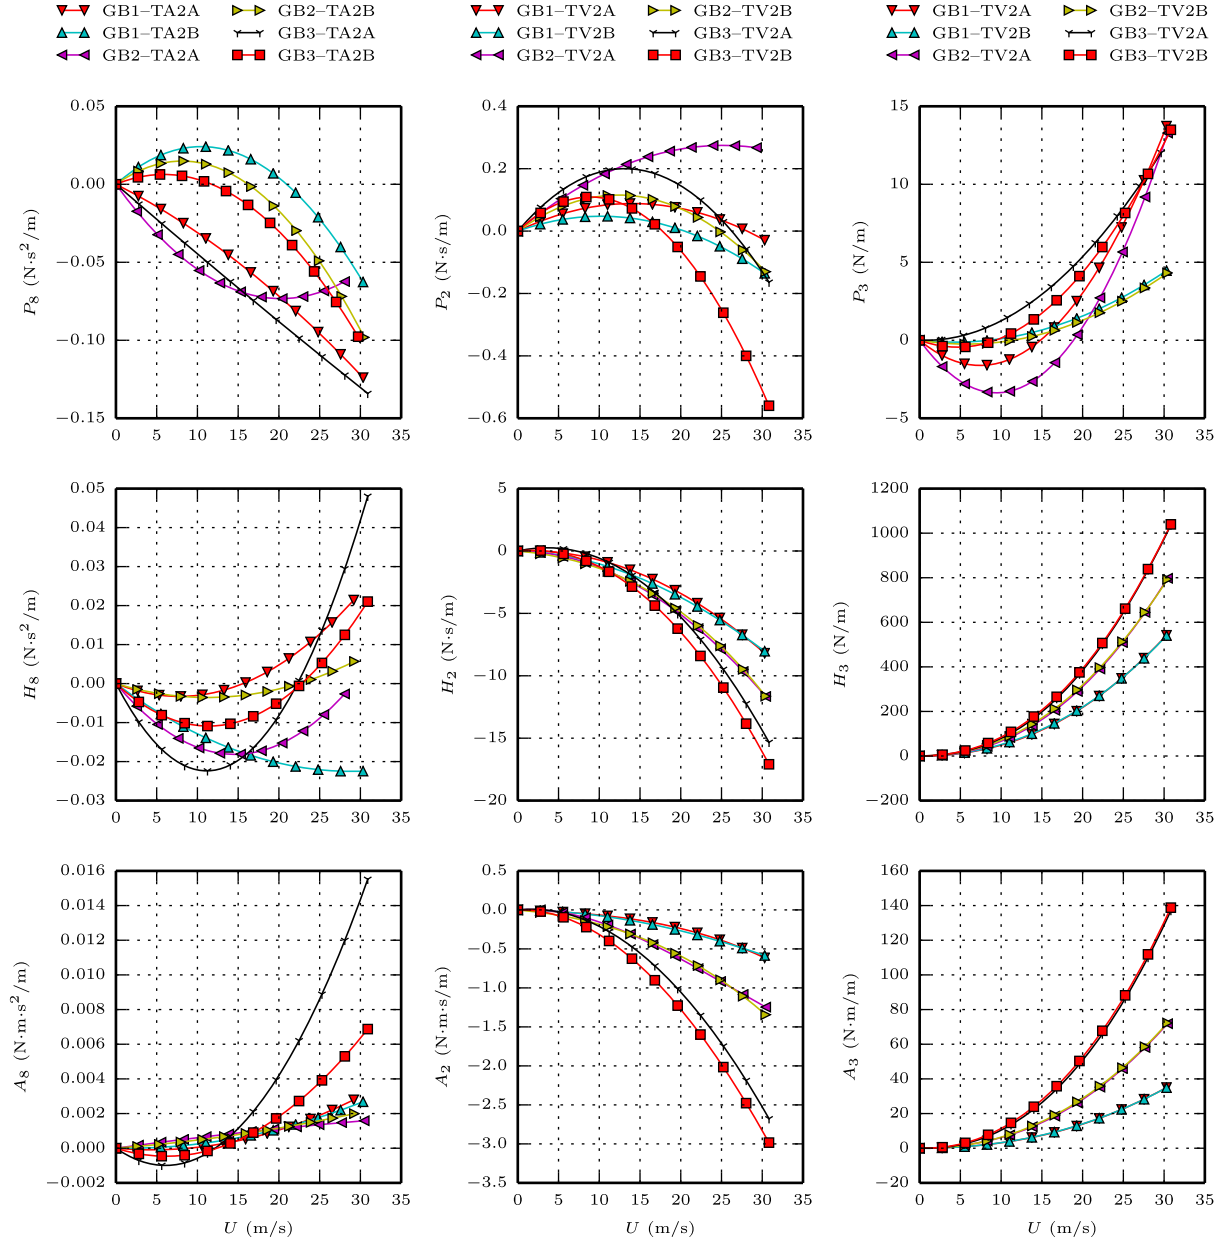 GB1–TA2A GB2–TA2B
GB1–TA2B GB3–TA2A
GB2–TA2A GB3–TA2B
GB1–TV2A GB2–TV2B
GB1–TV2B GB3–TV2A
GB2–TV2A GB3–TV2B
GB1–TV2A GB2–TV2B
GB1–TV2B GB3–TV2A
GB2–TV2A GB3–TV2B
P8 (N·s²/m)
0.05
0.00
−0.05
−0.10
−0.15
0 5 10 15 20 25 30 35
P2 (N·s/m)
0.4
0.2
0.0
−0.2
−0.4
−0.6
0 5 10 15 20 25 30 35
P3 (N/m)
15
10
5
0
−5
0 5 10 15 20 25 30 35
H8 (N·s²/m)
0.05
0.04
0.03
0.02
0.01
0.00
−0.01
−0.02
−0.03
0 5 10 15 20 25 30 35
H2 (N·s/m)
5
0
−5
−10
−15
−20
0 5 10 15 20 25 30 35
H3 (N/m)
1200
1000
800
600
400
200
0
−200
0 5 10 15 20 25 30 35
A8 (N·m·s²/m)
0.016
0.014
0.012
0.010
0.008
0.006
0.004
0.002
0.000
−0.002
0 5 10 15 20 25 30 35
U (m/s)
A2 (N·m·s/m)
0.5
0.0
−0.5
−1.0
−1.5
−2.0
−2.5
−3.0
−3.5
0 5 10 15 20 25 30 35
U (m/s)
A3 (N·m/m)
160
140
120
100
80
60
40
20
0
−20
0 5 10 15 20 25 30 35
U (m/s)